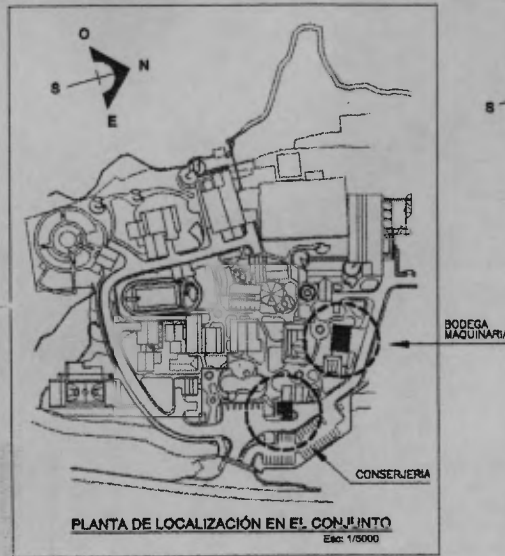 O
N
S
E
S
BODEGA
MAQUINARIA
CONSERJERIA
PLANTA DE LOCALIZACIÓN EN EL CONJUNTO
Esc: 1/5000